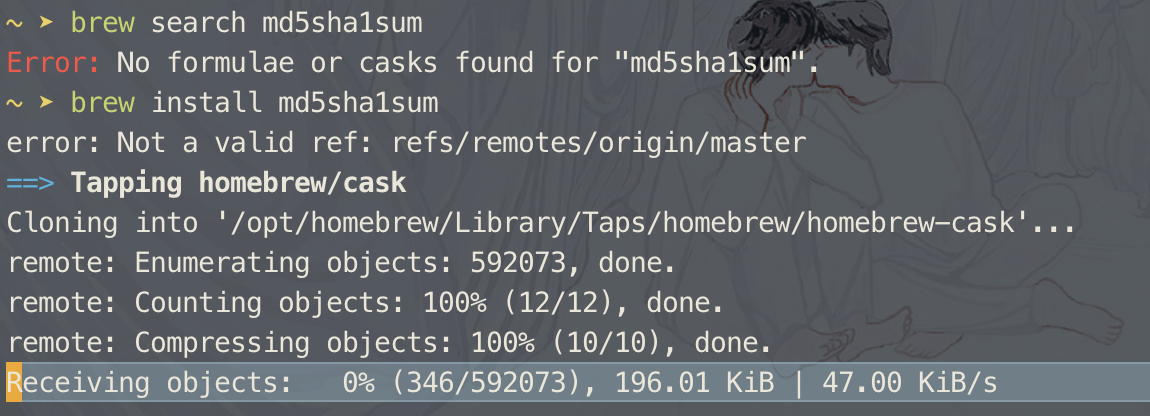 ~ ➤ brew search md5sha1sum
Error: No formulae or casks found for "md5sha1sum".
~ ➤ brew install md5sha1sum
error: Not a valid ref: refs/remotes/origin/master
==> Tapping homebrew/cask
Cloning into '/opt/homebrew/Library/Taps/homebrew/homebrew-cask'...
remote: Enumerating objects: 592073, done.
remote: Counting objects: 100% (12/12), done.
remote: Compressing objects: 100% (10/10), done.
Receiving objects:   0% (346/592073), 196.01 KiB | 47.00 KiB/s